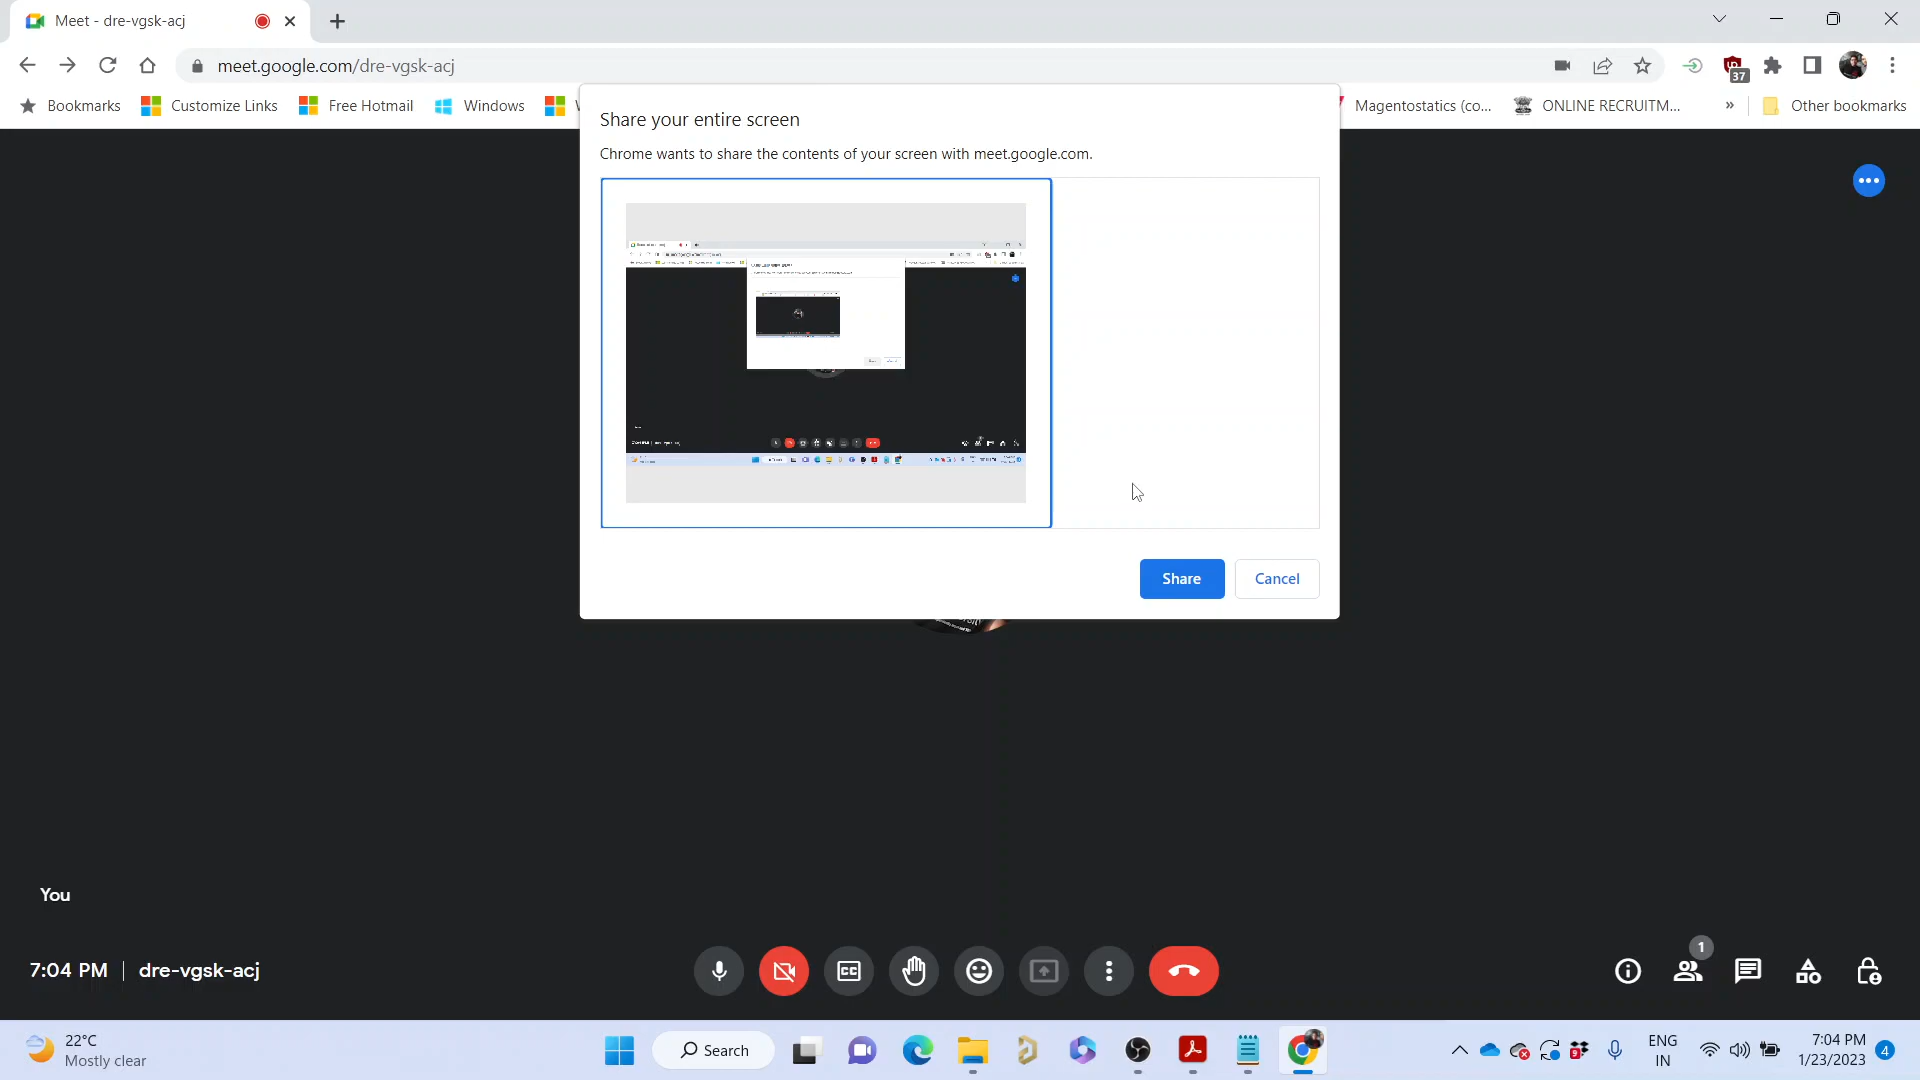 Meet - dre-vgsk-acj
meet.google.com/dre-vgsk-acj
37
Bookmarks
Customize Links
Free Hotmail
Windows
Magentostatics (co...
ONLINE RECRUITM...
»
Other bookmarks
Share your entire screen
Chrome wants to share the contents of your screen with meet.google.com.
Share
Cancel
You
7:04 PM | dre-vgsk-acj
CC
1
22°C
Mostly clear
Search
9
ENG
IN
7:04 PM
1/23/2023
4